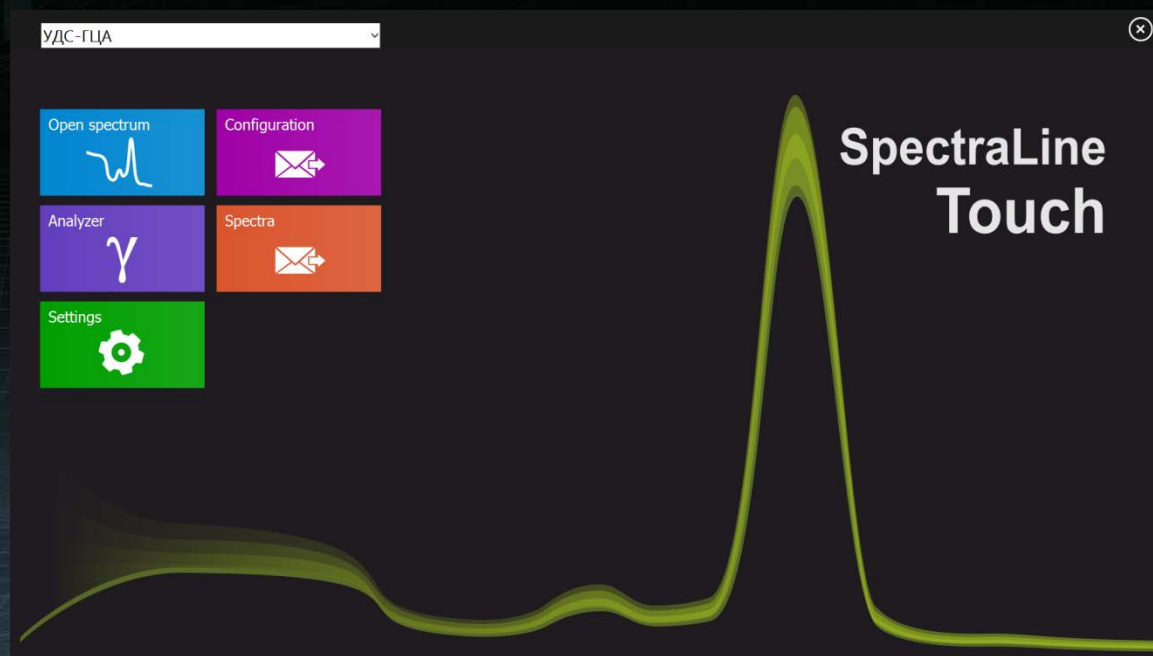 УДС-ГЦА
Open spectrum
Configuration
SpectraLine
Touch
Analyzer
γ
Spectra
Settings